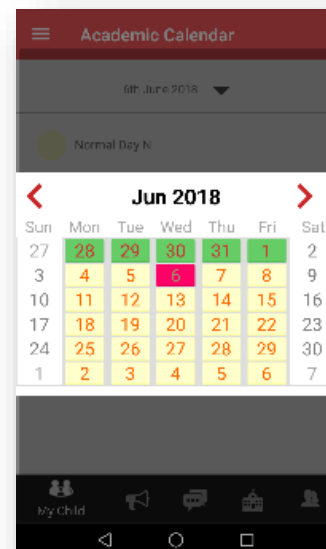 Academic Calendar
6th June 2018
Normal Day N
Jun 2018
Sun Mon Tue Wed Thu Fri Sat
27 28 29 30 31 1 2
3 4 5 6 7 8 9
10 11 12 13 14 15 16
17 18 19 20 21 22 23
24 25 26 27 28 29 30
1 2 3 4 5 6 7
My Child